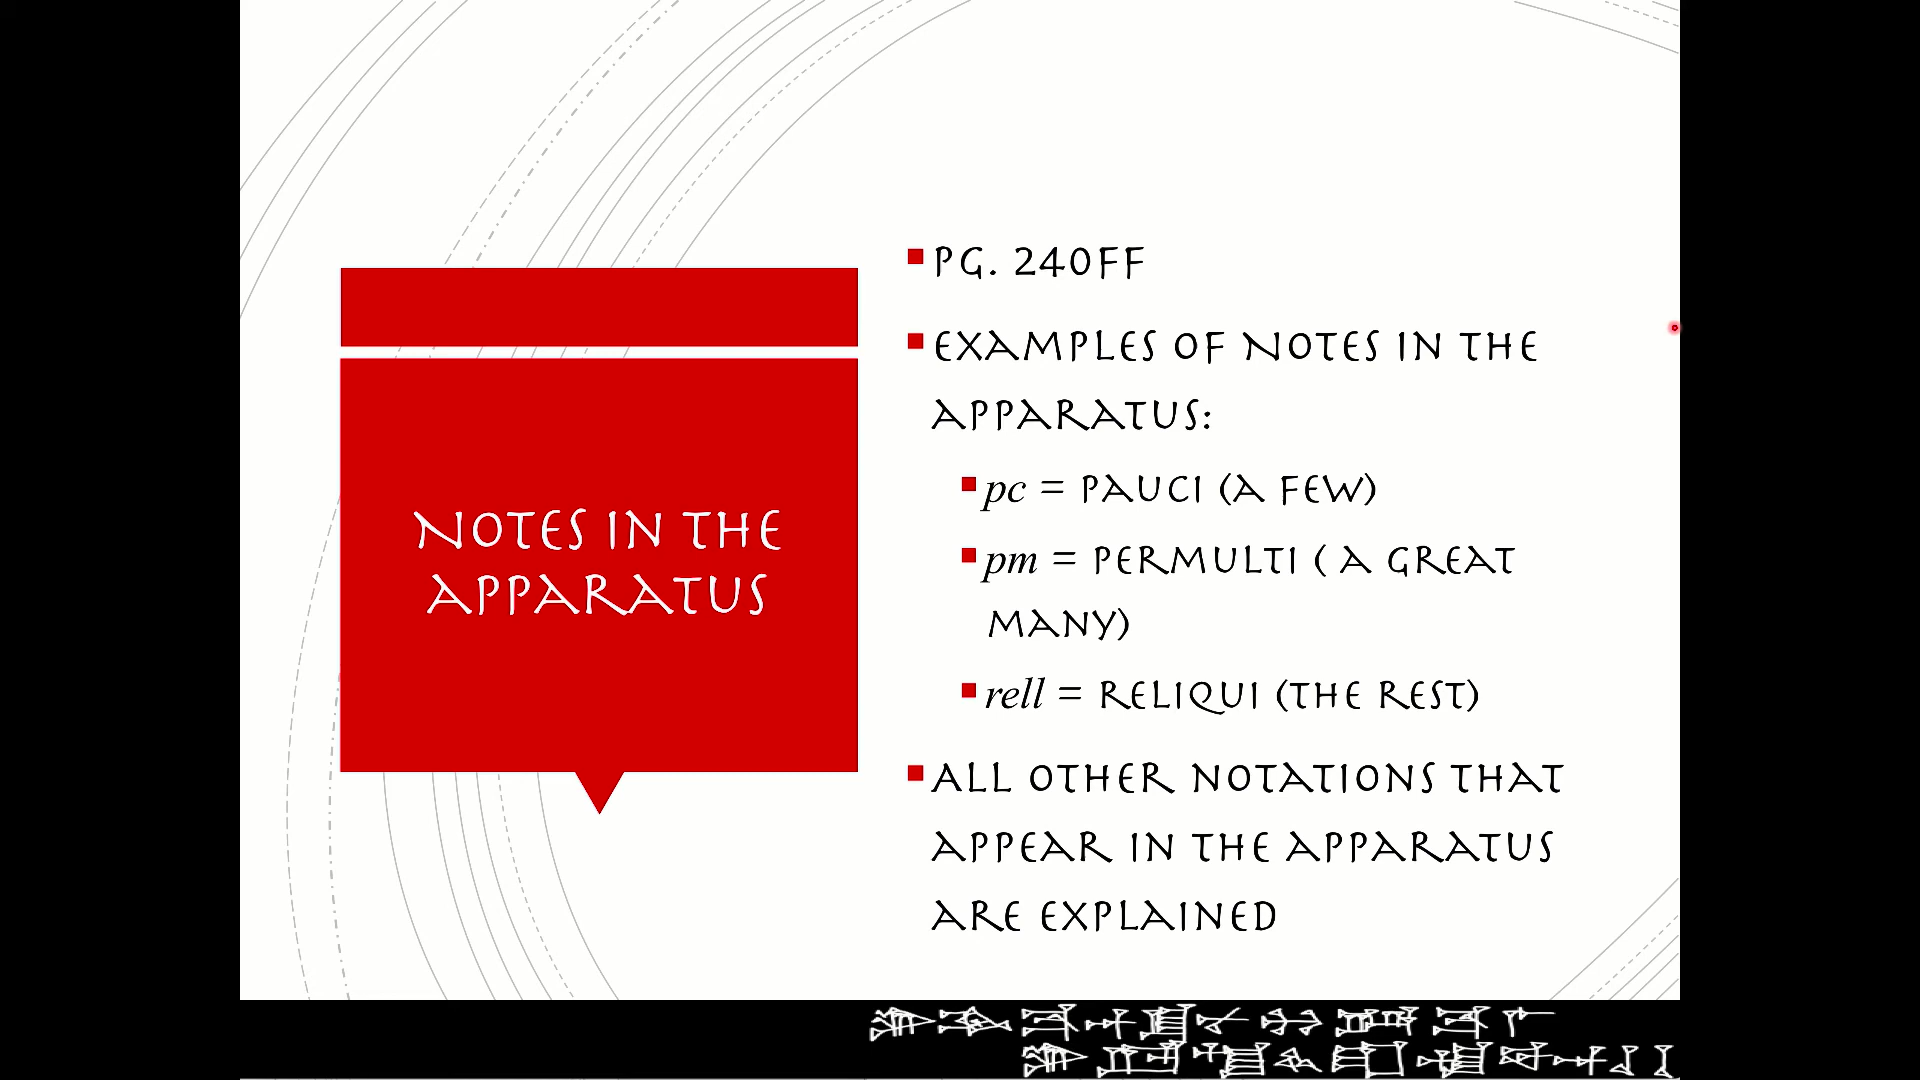 NOTES IN THE
APPARATUS
PG. 240FF
EXAMPLES OF NOTES IN THE
APPARATUS:
pc = PAUCI (A FEW)
pm = PERMULTI ( A GREAT
MANY)
rell = RELIQUI (THE REST)
ALL OTHER NOTATIONS THAT
APPEAR IN THE APPARATUS
ARE EXPLAINED